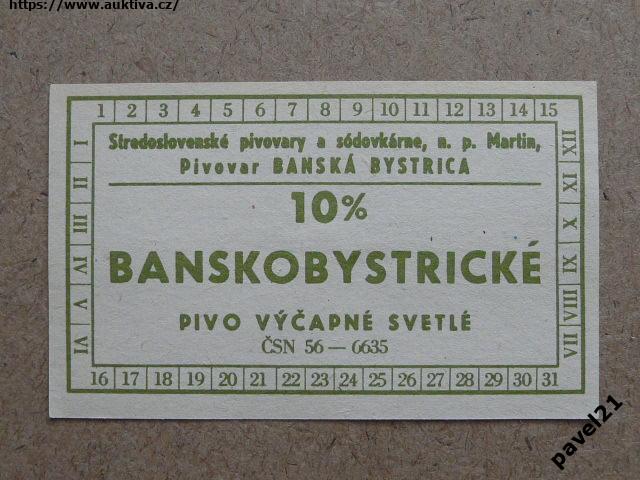 https://www.auktiva.cz/
1 2 3 4 5 6 7 8 9 10 11 12 13 14 15
I II III IV V VI
Stredoslovenské pivovary a sódovkárne, n. p. Martin,
Pivovar BANSKÁ BYSTRICA
10%
BANSKOBYSTRICKÉ
PIVO VÝČAPNÉ SVETLÉ
ČSN 56 — 6635
XII IX X XI VIII VII
16 17 18 19 20 21 22 23 24 25 26 27 28 29 30 31
pavel21